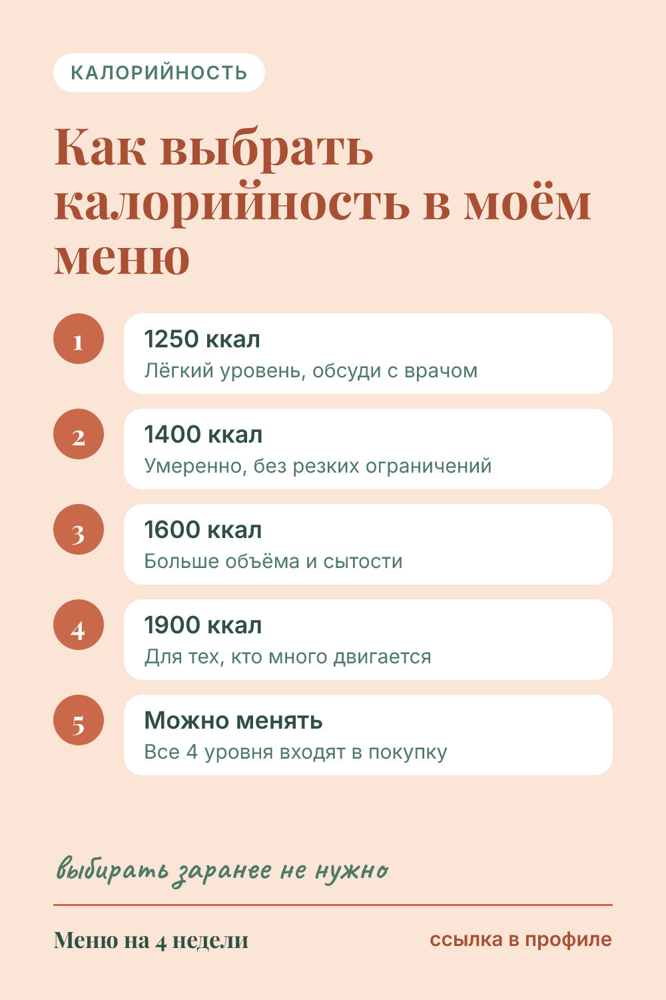 КАЛОРИЙНОСТЬ
Как выбрать
калорийность в моём
меню
1
1250 ккал
Лёгкий уровень, обсуди с врачом
2
1400 ккал
Умеренно, без резких ограничений
3
1600 ккал
Больше объёма и сытости
4
1900 ккал
Для тех, кто много двигается
5
Можно менять
Все 4 уровня входят в покупку
выбирать заранее не нужно
Меню на 4 недели
ссылка в профиле